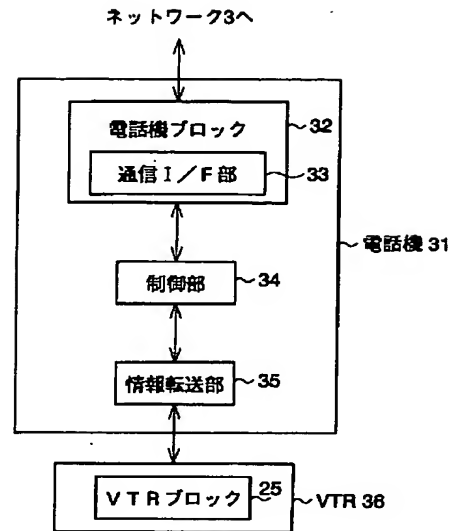 ネットワーク3へ
電話機ブロック
32
通信I/F部
33
電話機 31
制御部
34
情報転送部
35
VTRブロック
25
VTR 36